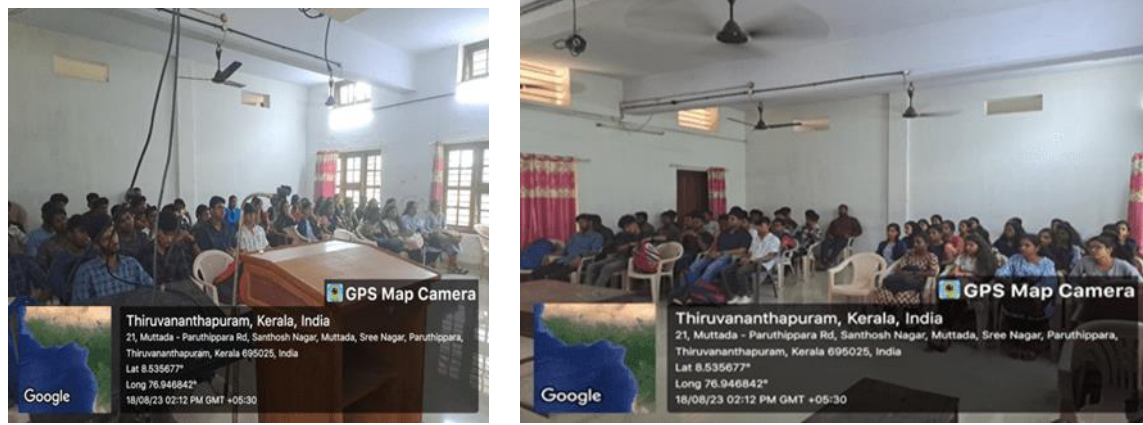 GPS Map Camera
Thiruvananthapuram, Kerala, India
21, Muttada - Paruthippara Rd, Santhosh Nagar, Muttada, Sree Nagar, Paruthippara,
Thiruvananthapuram, Kerala 695025, India
Lat 8.535677°
Long 76.946842°
18/08/23 02:12 PM GMT +05:30
Google
GPS Map Camera
Thiruvananthapuram, Kerala, India
21, Muttada - Paruthippara Rd, Santhosh Nagar, Muttada, Sree Nagar, Paruthippara,
Thiruvananthapuram, Kerala 695025, India
Lat 8.535677°
Long 76.946842°
18/08/23 02:12 PM GMT +05:30
Google